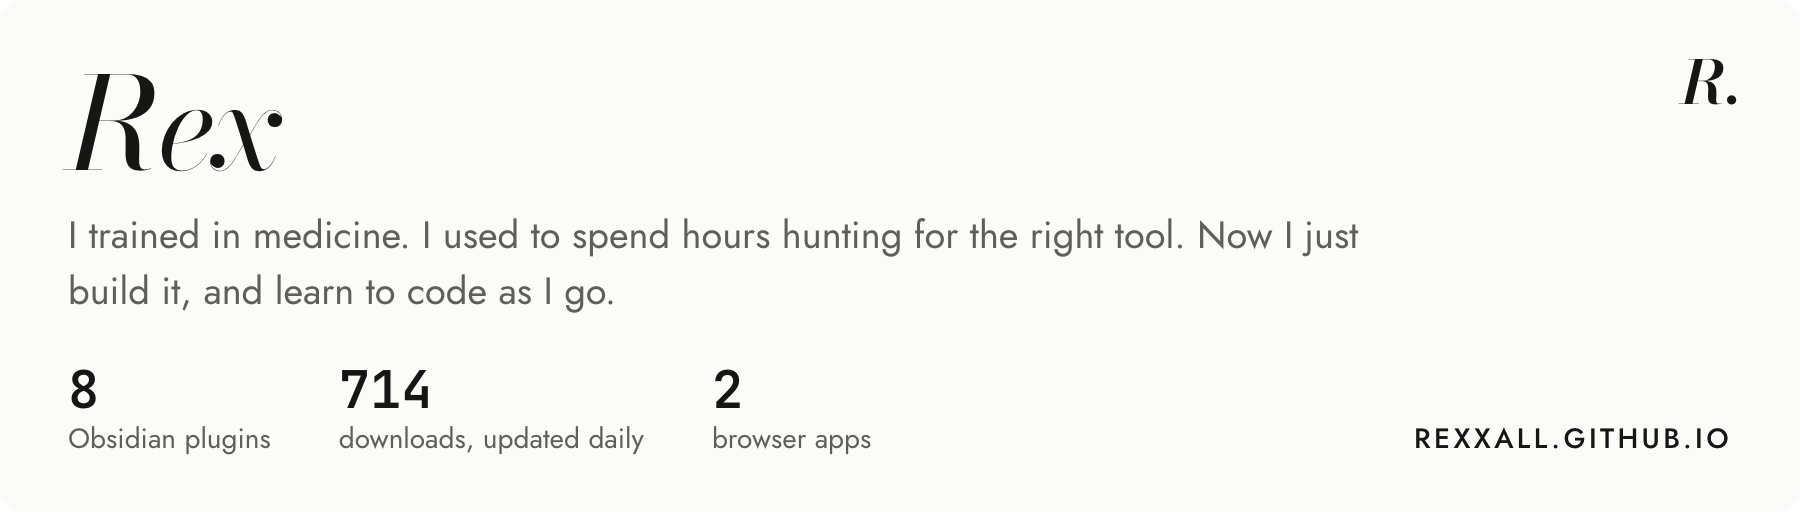 Rex
R.
I trained in medicine. I used to spend hours hunting for the right tool. Now I just
build it, and learn to code as I go.
8
Obsidian plugins
714
downloads, updated daily
2
browser apps
REXXALL.GITHUB.IO